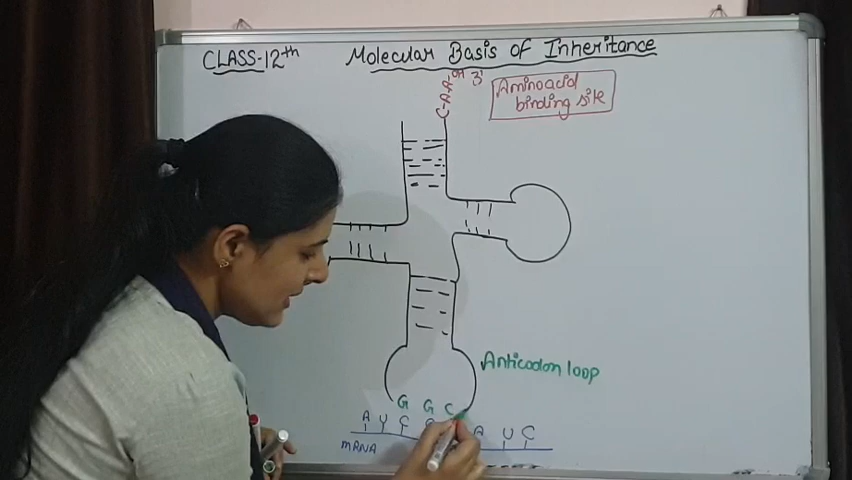 CLASS-12th
Molecular Basis of Inheritance
C-A-A-OH 3'
Aminoacid
binding site
Anticodon loop
G G C
A U C A U C
mRNA